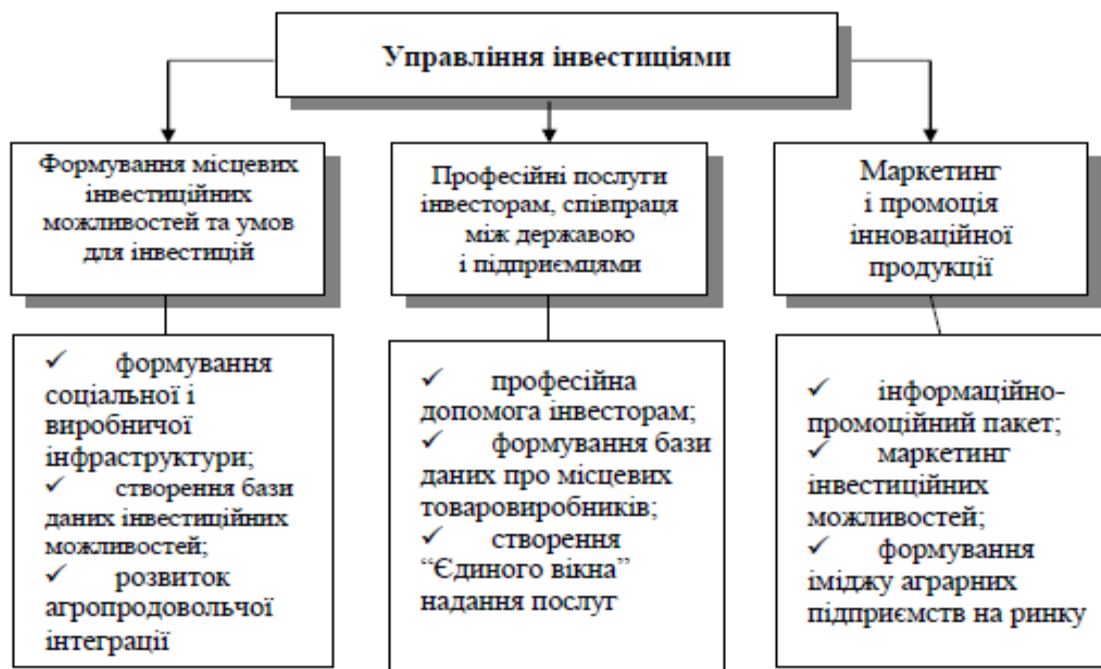 Управління інвестиціями
Формування місцевих
інвестиційних
можливостей та умов
для інвестицій
Професійні послуги
інвесторам, співпраця
між державою
і підприємцями
Маркетинг
і промоція
інноваційної
продукції
✓ формування
соціальної і
виробничої
інфраструктури;
✓ створення бази
даних інвестиційних
можливостей;
✓ розвиток
агропродовольчої
інтеграції
✓ професійна
допомога інвесторам;
✓ формування бази
даних про місцевих
товаровиробників;
✓ створення
“Єдиного вікна”
надання послуг
✓ інформаційно-
промоційний пакет;
✓ маркетинг
інвестиційних
можливостей;
✓ формування
іміджу аграрних
підприємств на ринку